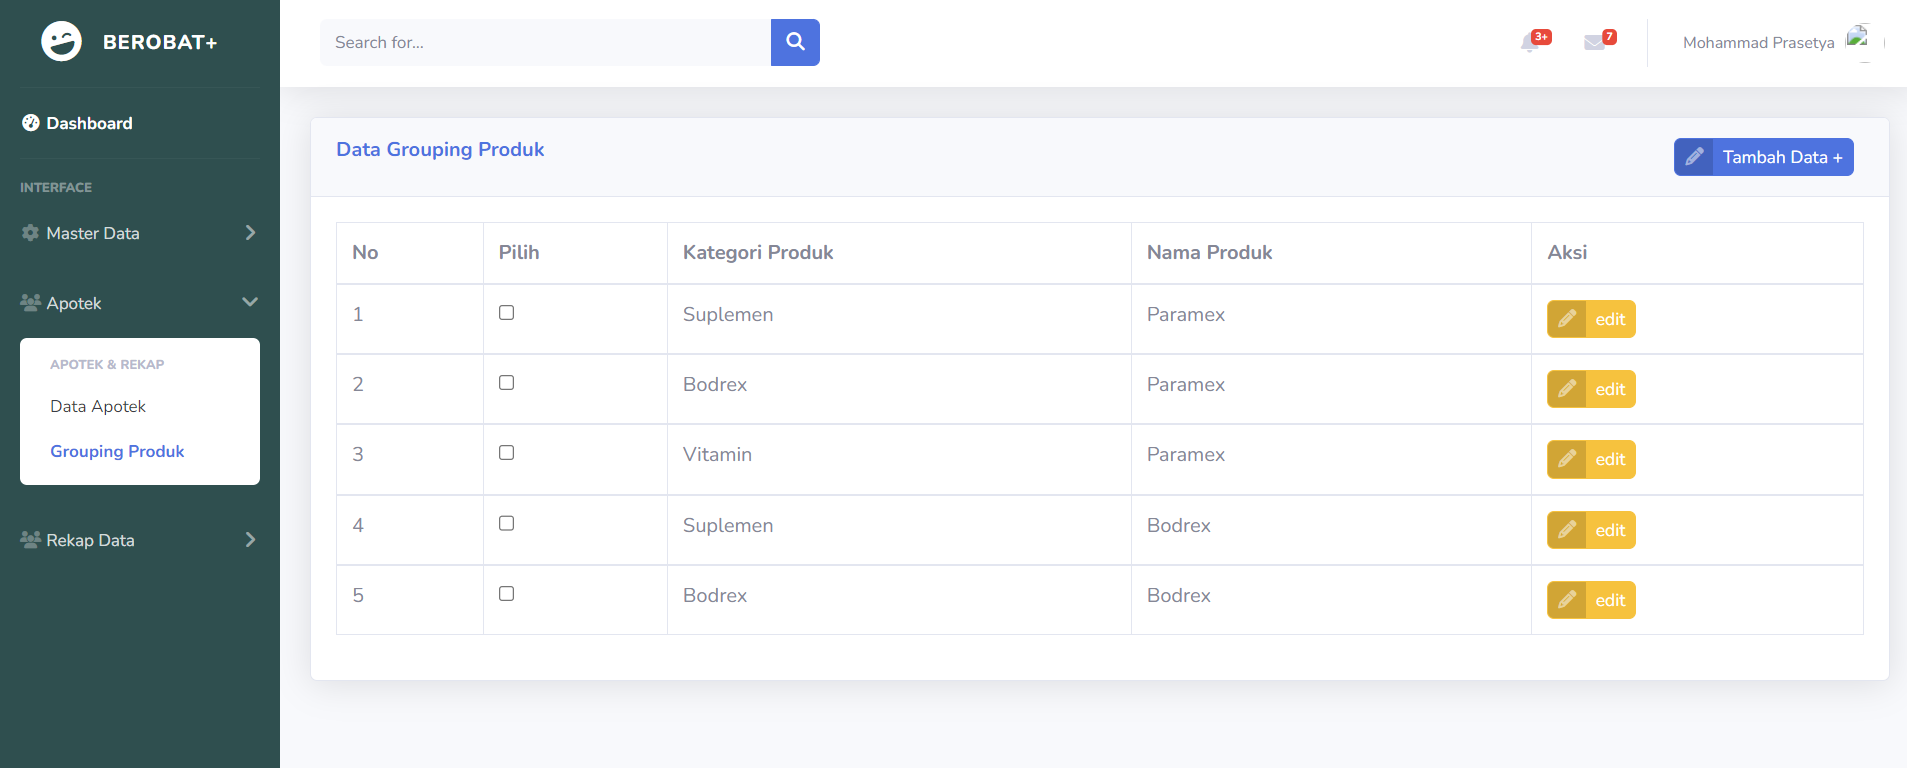 BEROBAT+
Search for...
3+
7
Mohammad Prasetya
Dashboard
INTERFACE
Master Data
Apotek
APOTEK & REKAP
Data Apotek
Grouping Produk
Rekap Data
Data Grouping Produk
Tambah Data +
No Pilih Kategori Produk Nama Produk Aksi
1 Suplemen Paramex edit
2 Bodrex Paramex edit
3 Vitamin Paramex edit
4 Suplemen Bodrex edit
5 Bodrex Bodrex edit